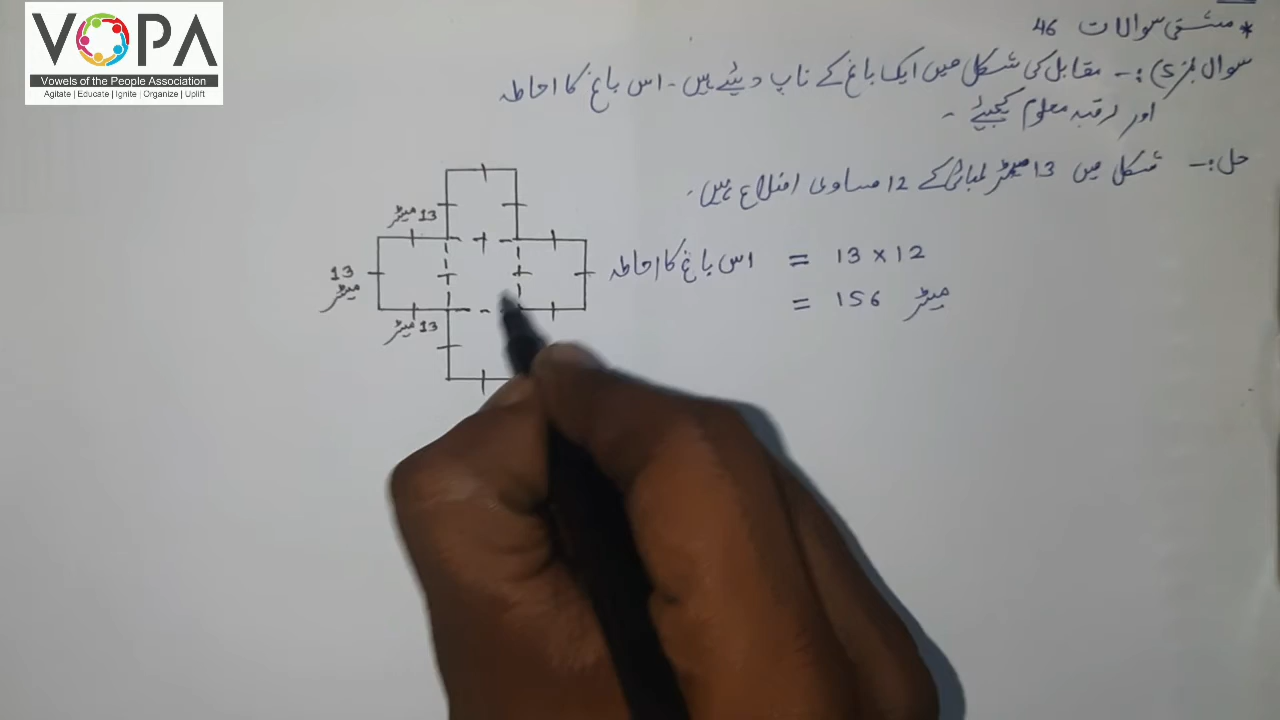 VOPA
Vowels of the People Association
Agitate | Educate | Ignite | Organize | Uplift
* مشقی سوالات 46
سوال نمبر 5) :- مقابل کی شکل میں ایک باغ کے ناپ دیئے ہیں۔ اس باغ کا احاطہ
اور رقبہ معلوم کیجیئے۔
حل :- شکل میں 13 میٹر لمبائی کے 12 مساوی اضلاع ہیں۔
13 میٹر
13 میٹر
13 میٹر
اس باغ کا احاطہ = 13 × 12
= 156 میٹر